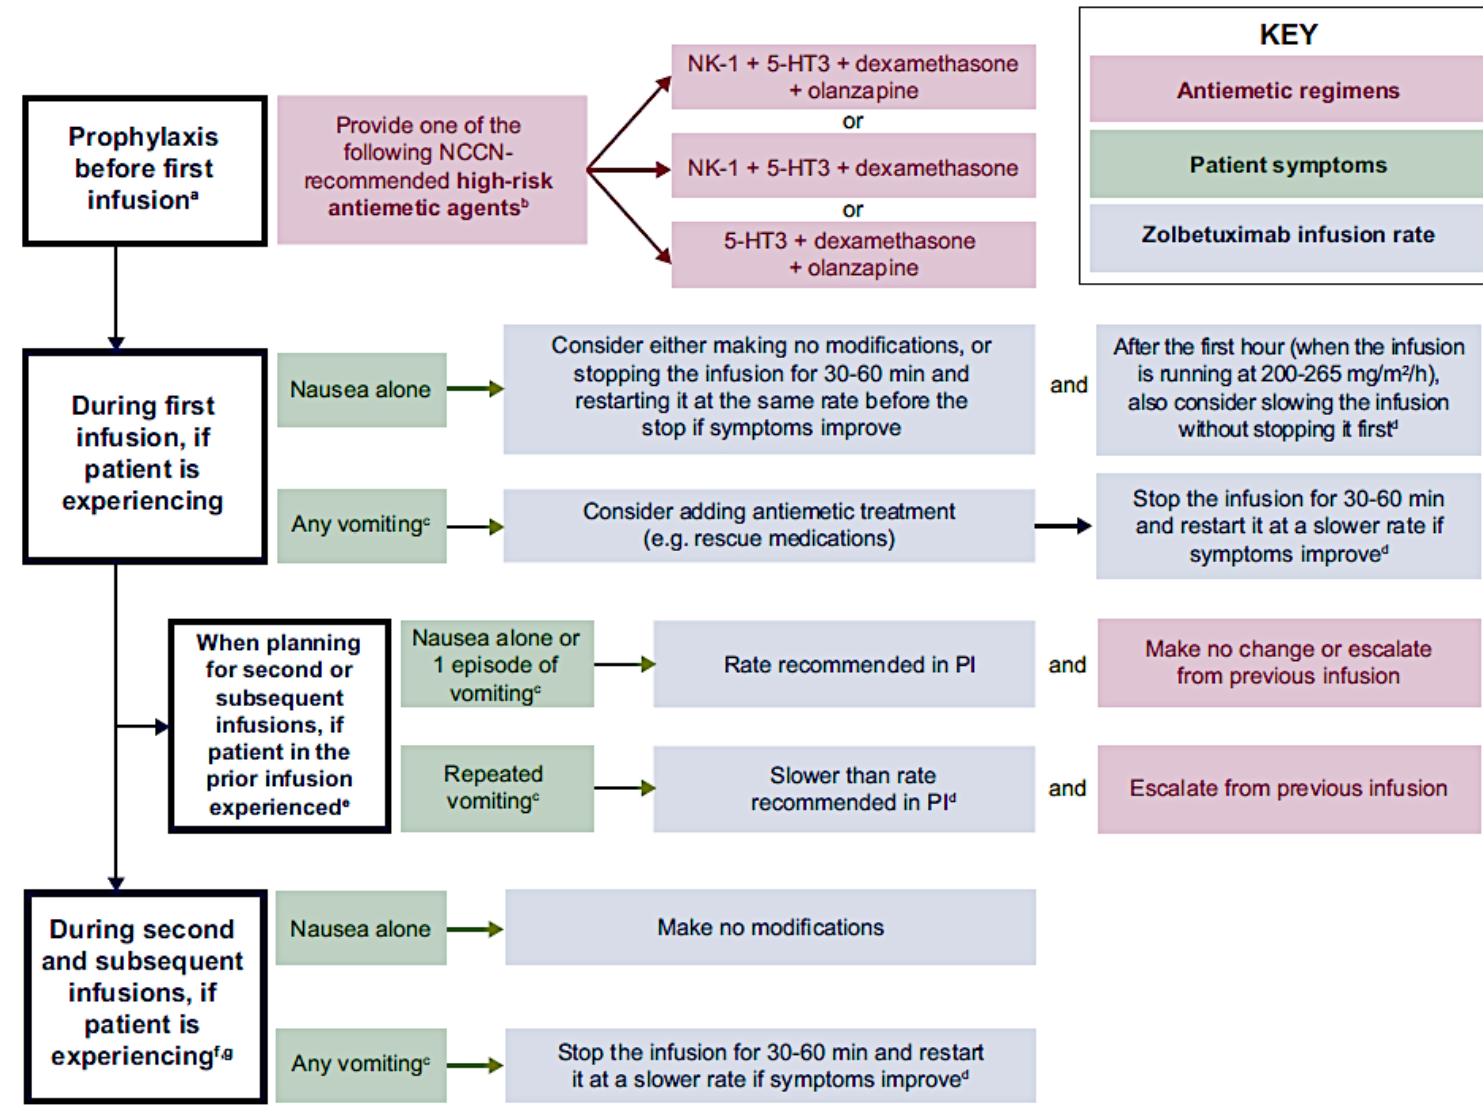 KEY
Antiemetic regimens
Patient symptoms
Zolbetuximab infusion rate
Prophylaxis
before first
infusionᵃ
Provide one of the
following NCCN-
recommended high-risk
antiemetic agentsᵇ
NK-1 + 5-HT3 + dexamethasone
+ olanzapine
or
NK-1 + 5-HT3 + dexamethasone
or
5-HT3 + dexamethasone
+ olanzapine
During first
infusion, if
patient is
experiencing
Nausea alone
Consider either making no modifications, or
stopping the infusion for 30-60 min and
restarting it at the same rate before the
stop if symptoms improve
and
After the first hour (when the infusion
is running at 200-265 mg/m²/h),
also consider slowing the infusion
without stopping it firstᵈ
Any vomitingᶜ
Consider adding antiemetic treatment
(e.g. rescue medications)
Stop the infusion for 30-60 min
and restart it at a slower rate if
symptoms improveᵈ
When planning
for second or
subsequent
infusions, if
patient in the
prior infusion
experiencedᵉ
Nausea alone or
1 episode of
vomitingᶜ
Rate recommended in PI
and
Make no change or escalate
from previous infusion
Repeated
vomitingᶜ
Slower than rate
recommended in PIᵈ
and
Escalate from previous infusion
During second
and subsequent
infusions, if
patient is
experiencingᶠ,ᵍ
Nausea alone
Make no modifications
Any vomitingᶜ
Stop the infusion for 30-60 min and restart
it at a slower rate if symptoms improveᵈ